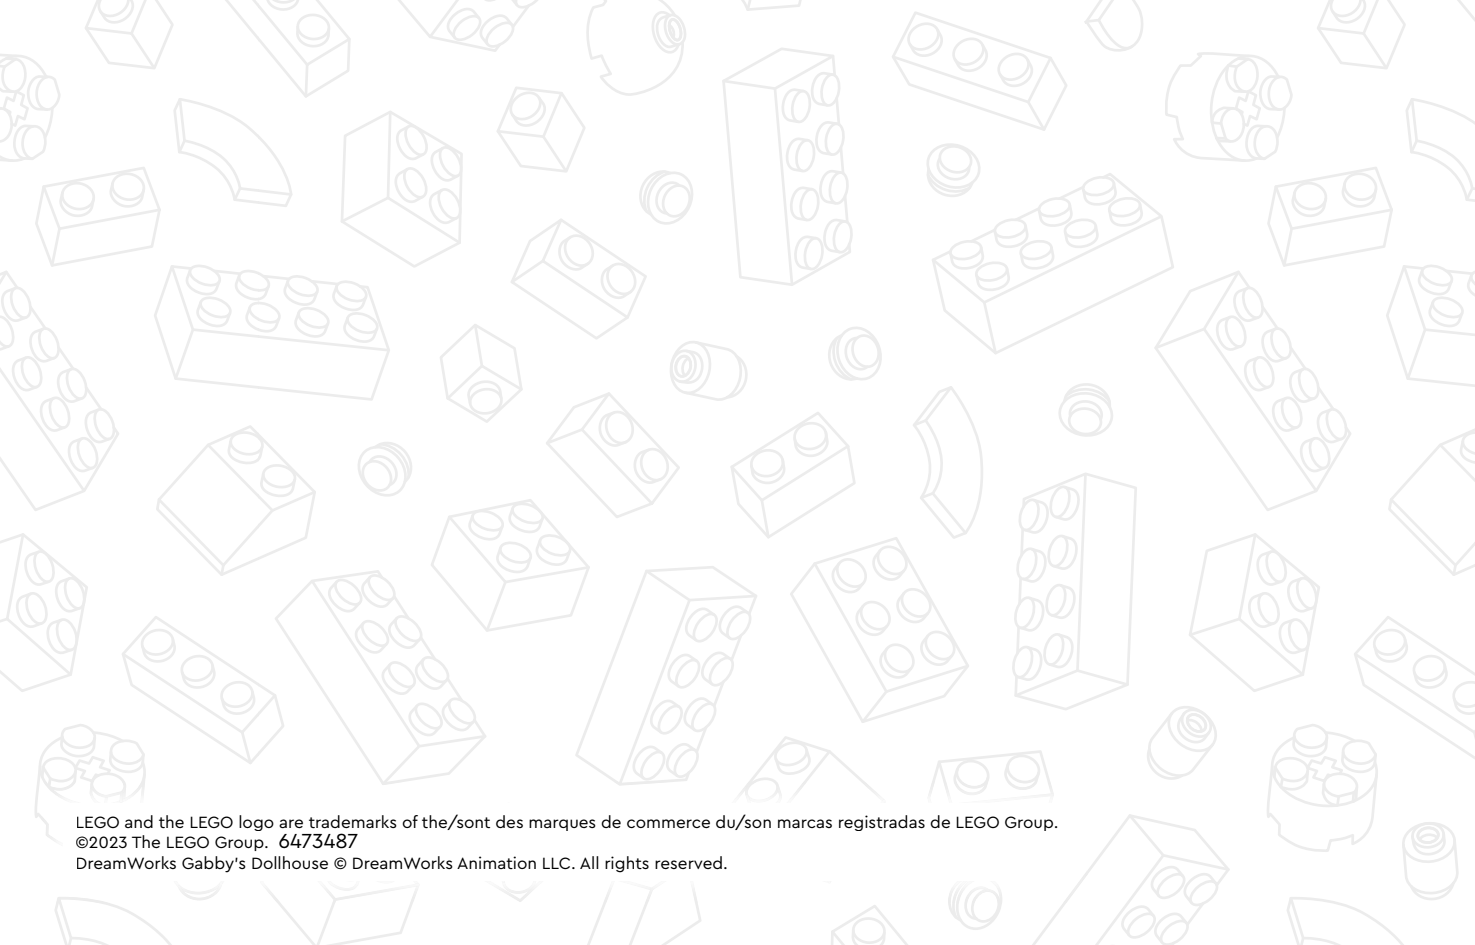 LEGO and the LEGO logo are trademarks of the/sont des marques de commerce du/son marcas registradas de LEGO Group.
©2023 The LEGO Group. 6473487
DreamWorks Gabby's Dollhouse © DreamWorks Animation LLC. All rights reserved.